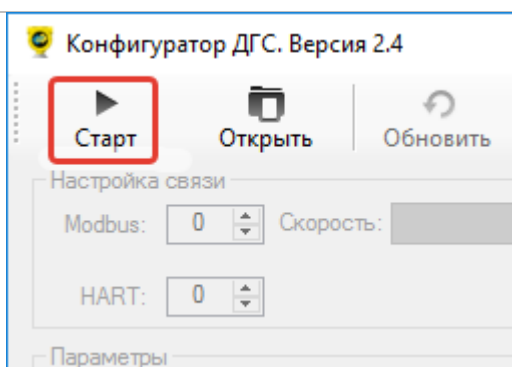 Конфигуратор ДГС. Версия 2.4
Старт Открыть Обновить
Настройка связи
Modbus: 0 Скорость:
HART: 0
Параметры